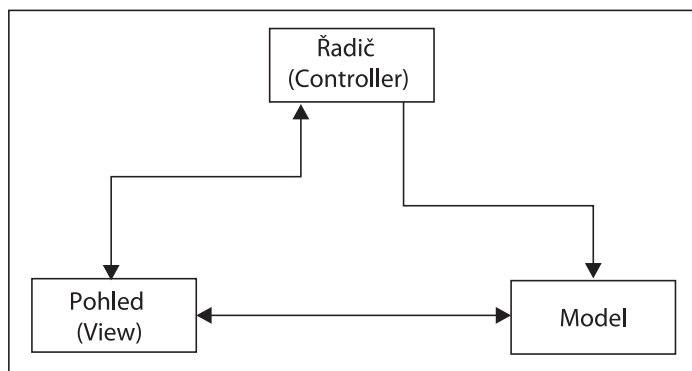 Řadič
(Controller)
Pohled
(View)
Model